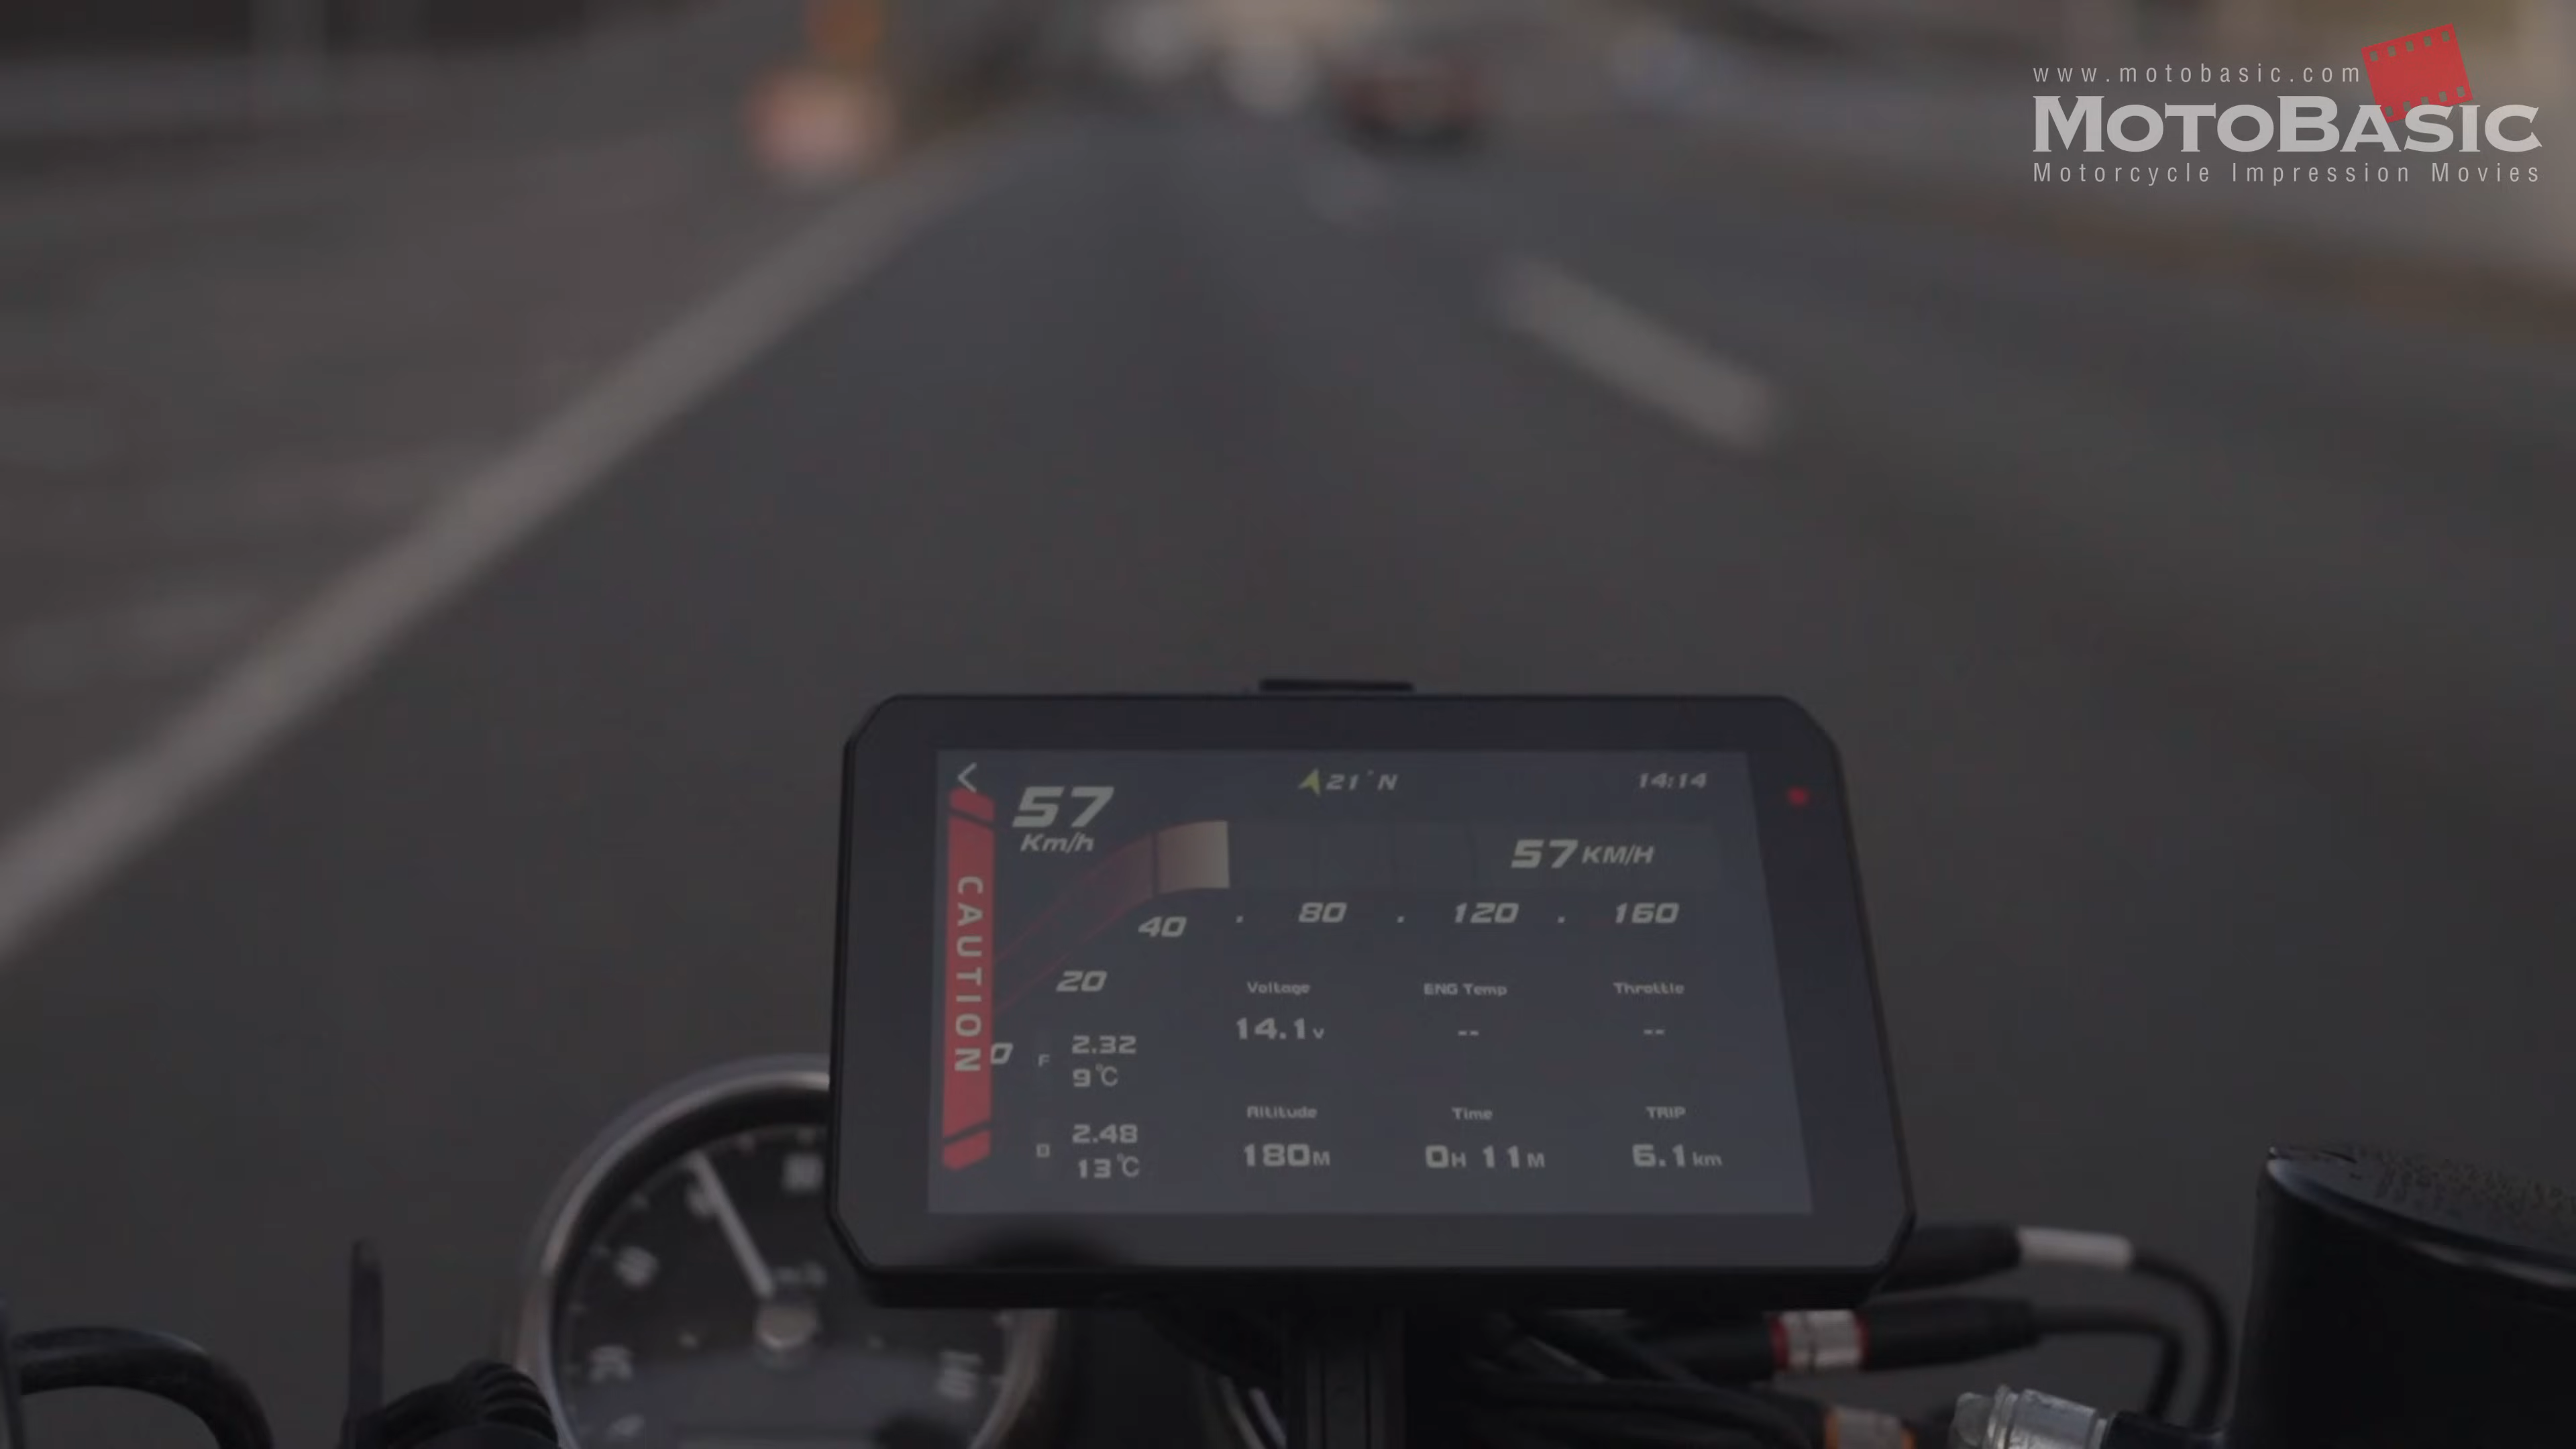 www.motobasic.com
MOTOBASIC
Motorcycle Impression Movies
21°N
14:14
57
Km/h
57 KM/H
CAUTION
0
20
40 . 80 . 120 . 160
Voltage
ENG Temp
Throttle
14.1v
--
--
F
2.32
9℃
2.48
13℃
Altitude
Time
TRIP
180M
0H 11M
6.1km